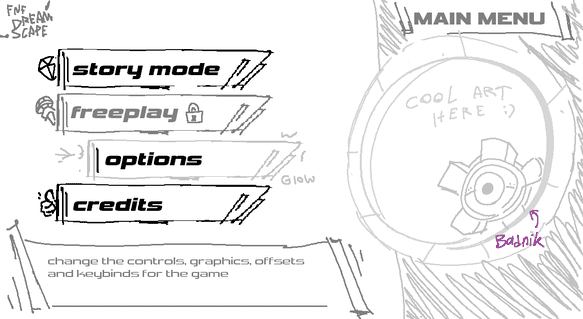 FNF
DREAM
SCAPE
MAIN MENU
story mode
freeplay
options
W
GLOW
credits
COOL ART
HERE :)
Badnik
change the controls, graphics, offsets
and keybinds for the game